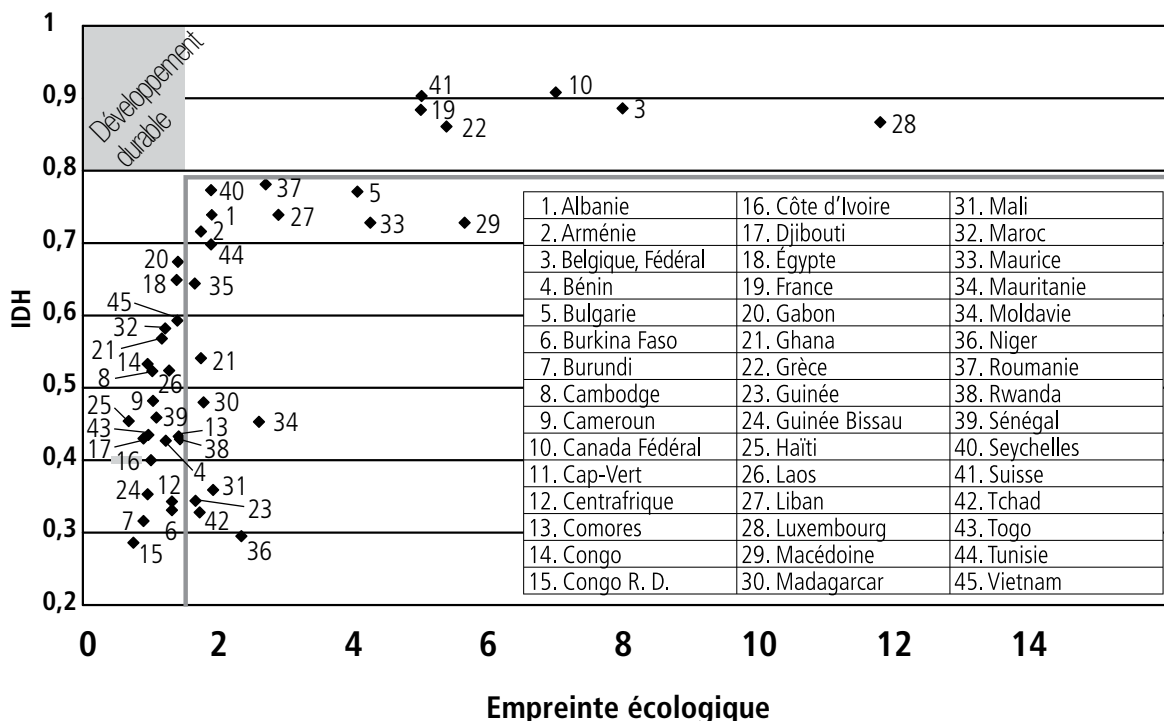 1
0,9
0,8
0,7
0,6
0,5
0,4
0,3
0,2
IDH
Développement
durable
41
10
19
22
3
28
40
37
5
1
27
2
33
29
44
20
18
35
45
32
21
14
8
26
21
9
30
25
39
34
43
13
17
38
16
4
24
12
31
23
7
6
42
15
36
1. Albanie
2. Arménie
3. Belgique, Fédéral
4. Bénin
5. Bulgarie
6. Burkina Faso
7. Burundi
8. Cambodge
9. Cameroun
10. Canada Fédéral
11. Cap-Vert
12. Centrafrique
13. Comores
14. Congo
15. Congo R. D.
16. Côte d’Ivoire
17. Djibouti
18. Égypte
19. France
20. Gabon
21. Ghana
22. Grèce
23. Guinée
24. Guinée Bissau
25. Haïti
26. Laos
27. Liban
28. Luxembourg
29. Macédoine
30. Madagarcar
31. Mali
32. Maroc
33. Maurice
34. Mauritanie
34. Moldavie
36. Niger
37. Roumanie
38. Rwanda
39. Sénégal
40. Seychelles
41. Suisse
42. Tchad
43. Togo
44. Tunisie
45. Vietnam
0 2 4 6 8 10 12 14
Empreinte écologique